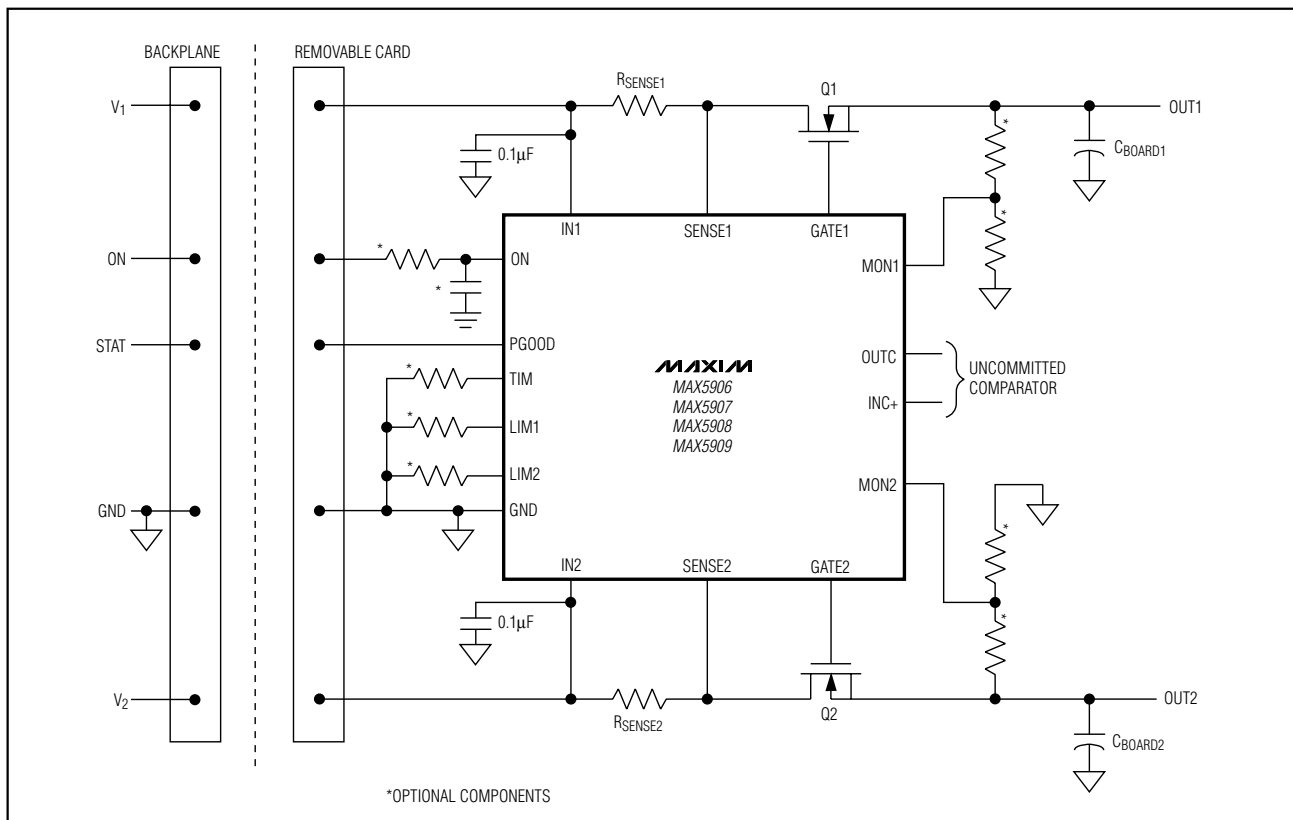 BACKPLANE
REMOVABLE CARD
V1
RSENSE1
Q1
OUT1
0.1μF
CBOARD1
IN1
SENSE1
GATE1
ON
*
ON
MON1
*
*
*
STAT
PGOOD
TIM
*
LIM1
*
LIM2
*
GND
GND
MAXIM
MAX5906
MAX5907
MAX5908
MAX5909
OUTC
INC+
UNCOMMITTED
COMPARATOR
MON2
*
*
IN2
SENSE2
GATE2
0.1μF
V2
RSENSE2
Q2
OUT2
CBOARD2
*OPTIONAL COMPONENTS